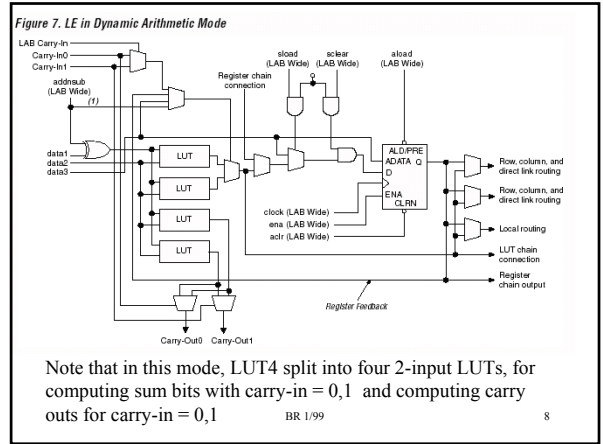 Figure 7. LE in Dynamic Arithmetic Mode
LAB Carry-In
Carry-In0
Carry-In1
addnsub
(LAB Wide)
(1)
data1
data2
data3
LUT
LUT
LUT
LUT
Register chain
connection
sload
(LAB Wide)
sclear
(LAB Wide)
aload
(LAB Wide)
ALD/PRE
ADATA Q
D
ENA
CLRN
clock (LAB Wide)
ena (LAB Wide)
aclr (LAB Wide)
Row, column, and
direct link routing
Row, column, and
direct link routing
Local routing
LUT chain
connection
Register
chain output
Register Feedback
Carry-Out0 Carry-Out1
Note that in this mode, LUT4 split into four 2-input LUTs, for
computing sum bits with carry-in = 0,1 and computing carry
outs for carry-in = 0,1
BR 1/99
8